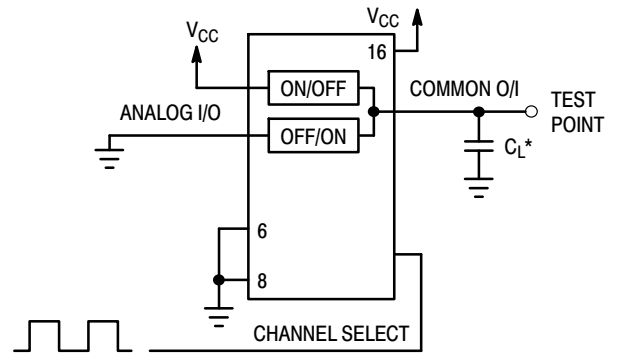 VCC
VCC
16
ON/OFF
COMMON O/I
TEST
POINT
ANALOG I/O
OFF/ON
CL*
6
8
CHANNEL SELECT